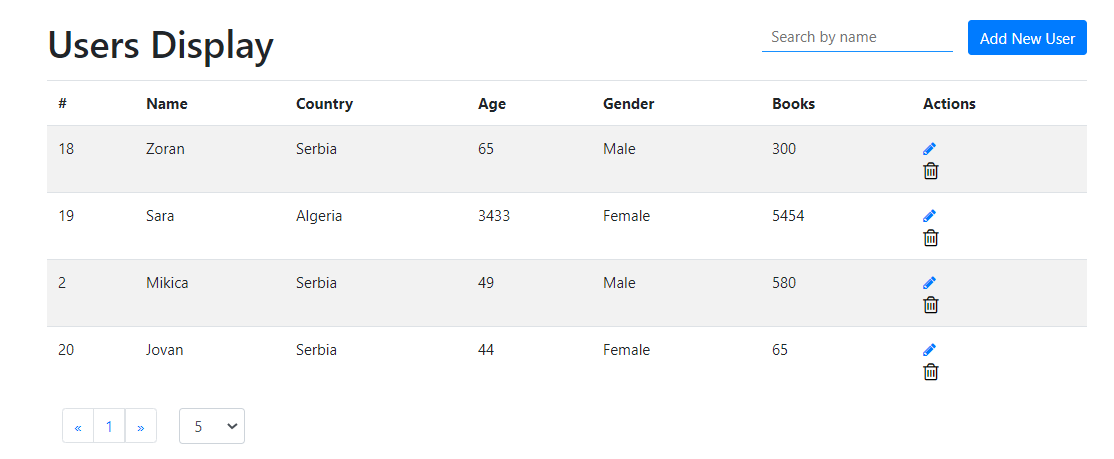 Users Display
Search by name
Add New User
# Name Country Age Gender Books Actions
18 Zoran Serbia 65 Male 300
19 Sara Algeria 3433 Female 5454
2 Mikica Serbia 49 Male 580
20 Jovan Serbia 44 Female 65
« 1 » 5